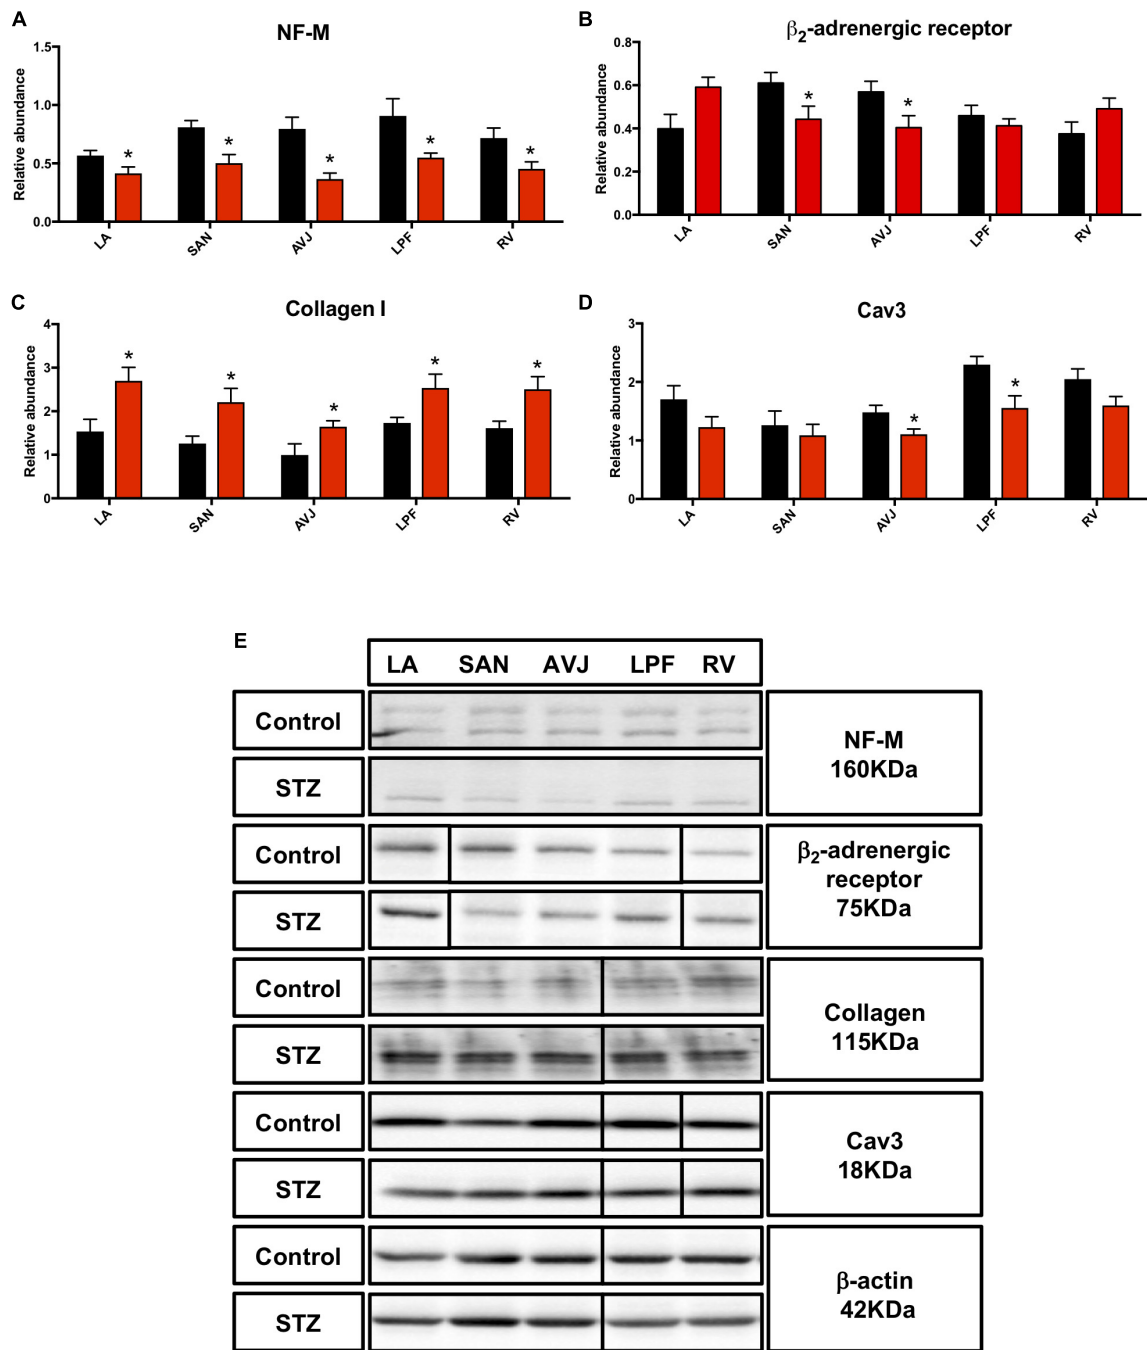 A
NF-M
Relative abundance
1.5
1.0
0.5
0.0
*
*
*
*
*
LA
SAN
AVJ
LPF
RV
B
β2-adrenergic receptor
Relative abundance
0.8
0.6
0.4
0.2
0.0
*
*
LA
SAN
AVJ
LPF
RV
C
Collagen I
Relative abundance
4
3
2
1
0
*
*
*
*
*
LA
SAN
AVJ
LPF
RV
D
Cav3
Relative abundance
3
2
1
0
*
*
LA
SAN
AVJ
LPF
RV
E
LA SAN AVJ LPF RV
Control
STZ
NF-M
160KDa
Control
STZ
β2-adrenergic
receptor
75KDa
Control
STZ
Collagen
115KDa
Control
STZ
Cav3
18KDa
Control
STZ
β-actin
42KDa